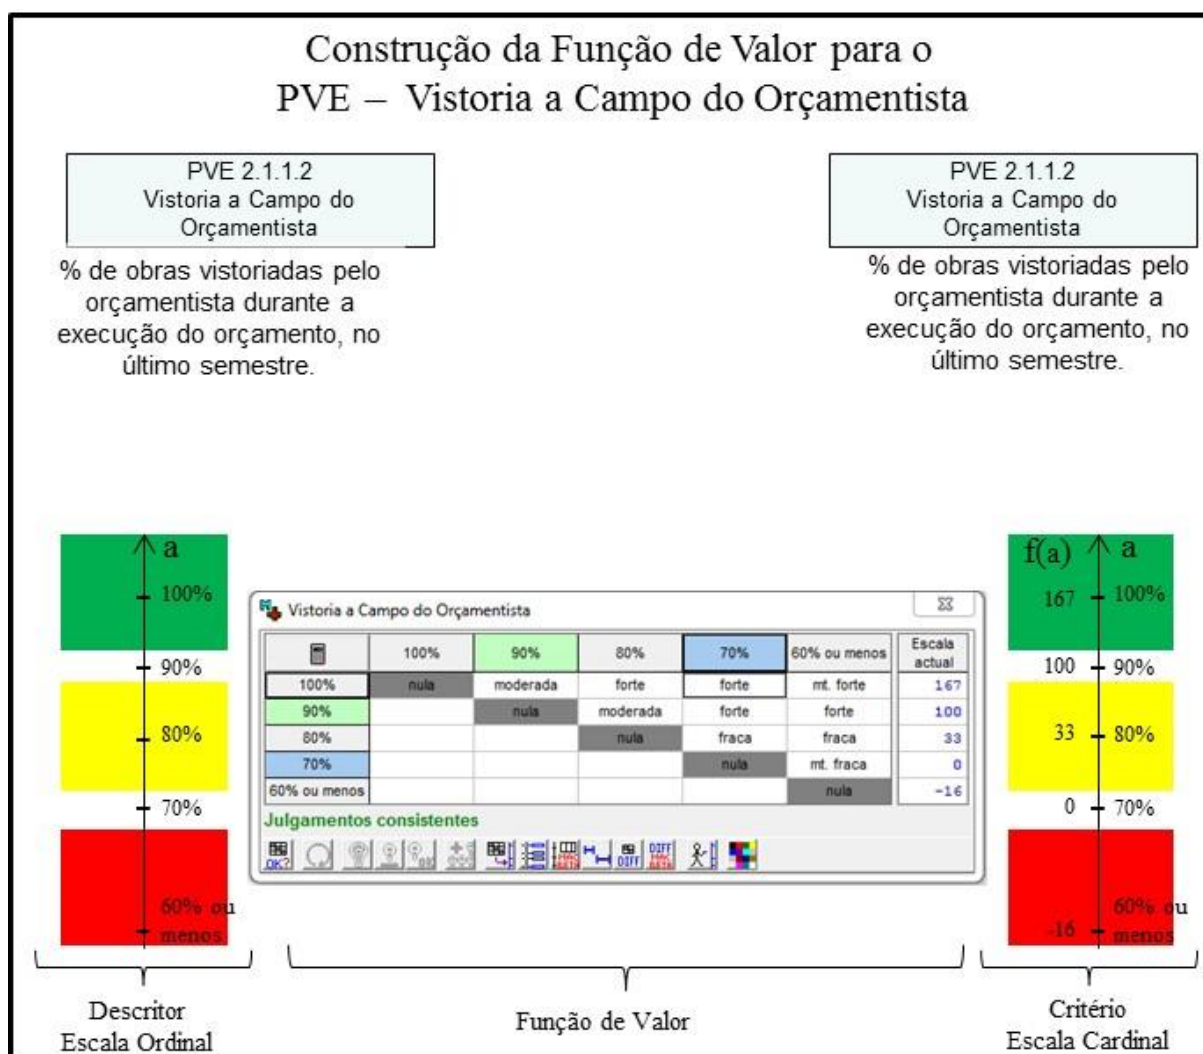 Construção da Função de Valor para o
PVE – Vistoria a Campo do Orçamentista
PVE 2.1.1.2
Vistoria a Campo do
Orçamentista
% de obras vistoriadas pelo
orçamentista durante a
execução do orçamento, no
último semestre.
PVE 2.1.1.2
Vistoria a Campo do
Orçamentista
% de obras vistoriadas pelo
orçamentista durante a
execução do orçamento, no
último semestre.
a
100%
90%
80%
70%
60% ou
menos
Vistoria a Campo do Orçamentista
100% 90% 80% 70% 60% ou menos Escala
actual
100% nula moderada forte forte mt. forte 167
90% nula moderada forte forte 100
80% nula fraca fraca 33
70% nula mt. fraca 0
60% ou menos nula -16
Julgamentos consistentes
OK?
DIFF
DIFF
f(a) a
167 100%
100 90%
33 80%
0 70%
-16 60% ou
menos
Descritor
Escala Ordinal
Função de Valor
Critério
Escala Cardinal